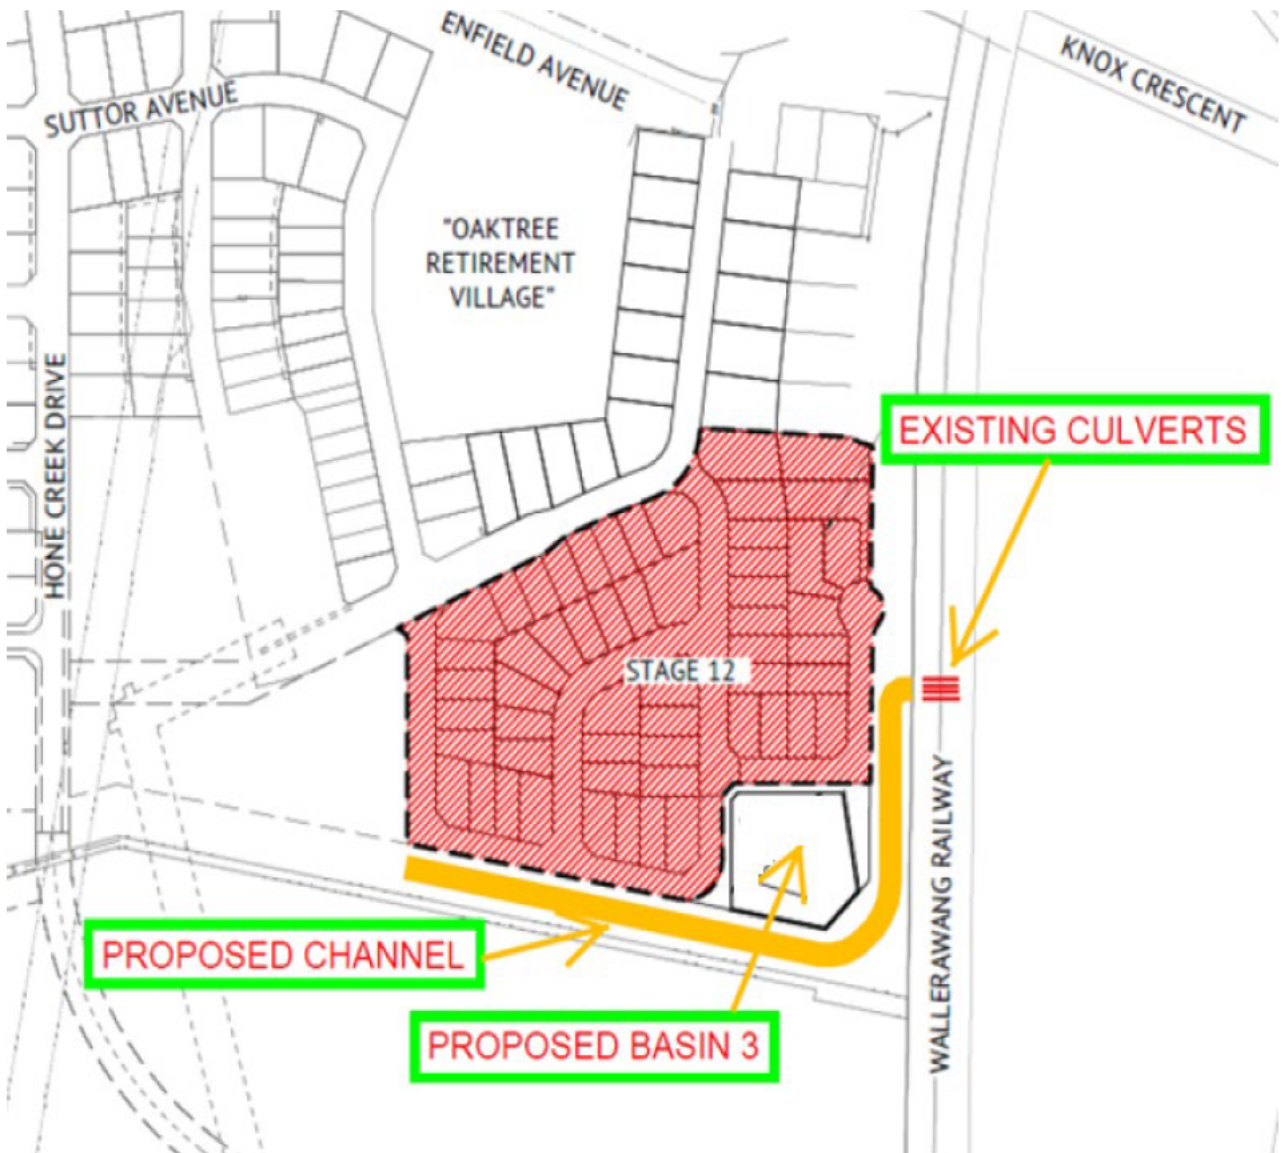 ENFIELD AVENUE
KNOX CRESCENT
SUTTOR AVENUE
"OAKTREE
RETIREMENT
VILLAGE"
HONE CREEK DRIVE
EXISTING CULVERTS
STAGE 12
WALLERAWANG RAILWAY
PROPOSED CHANNEL
PROPOSED BASIN 3